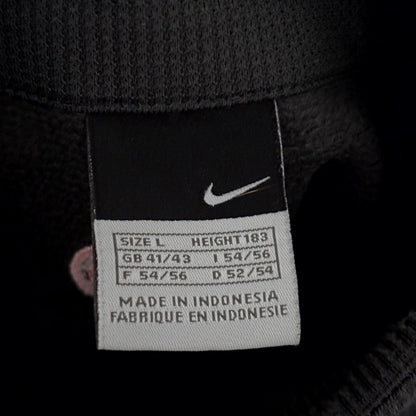 SIZE L HEIGHT 183
GB 41/43 I 54/56
F 54/56 D 52/54
MADE IN INDONESIA
FABRIQUE EN INDONESIE